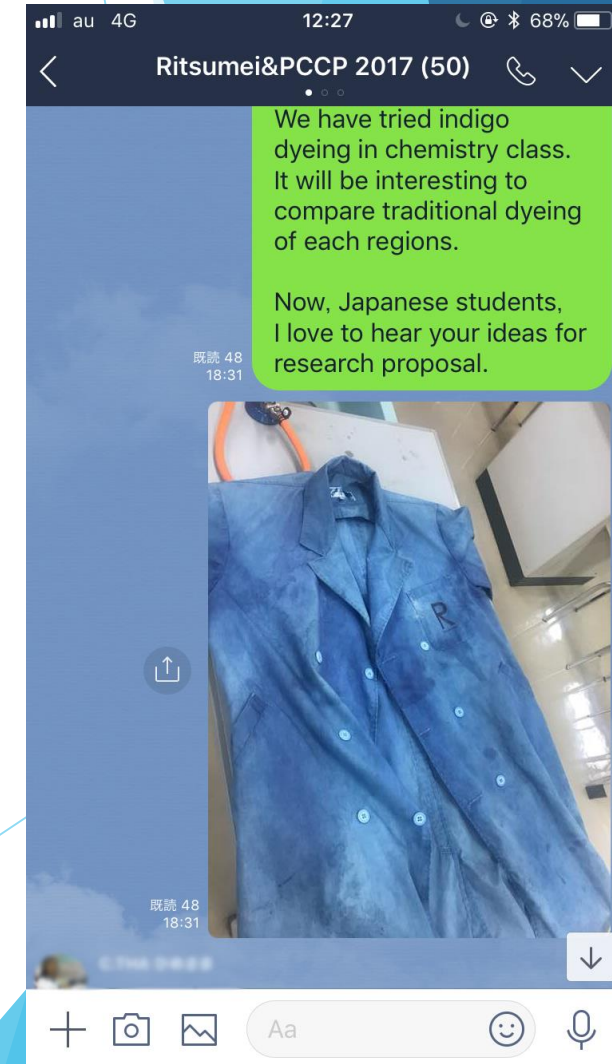 au 4G 12:27 68%
Ritsumei&PCCP 2017 (50)
We have tried indigo
dyeing in chemistry class.
It will be interesting to
compare traditional dyeing
of each regions.
Now, Japanese students,
I love to hear your ideas for
research proposal.
既読 48
18:31
R
既読 48
18:31
Aa